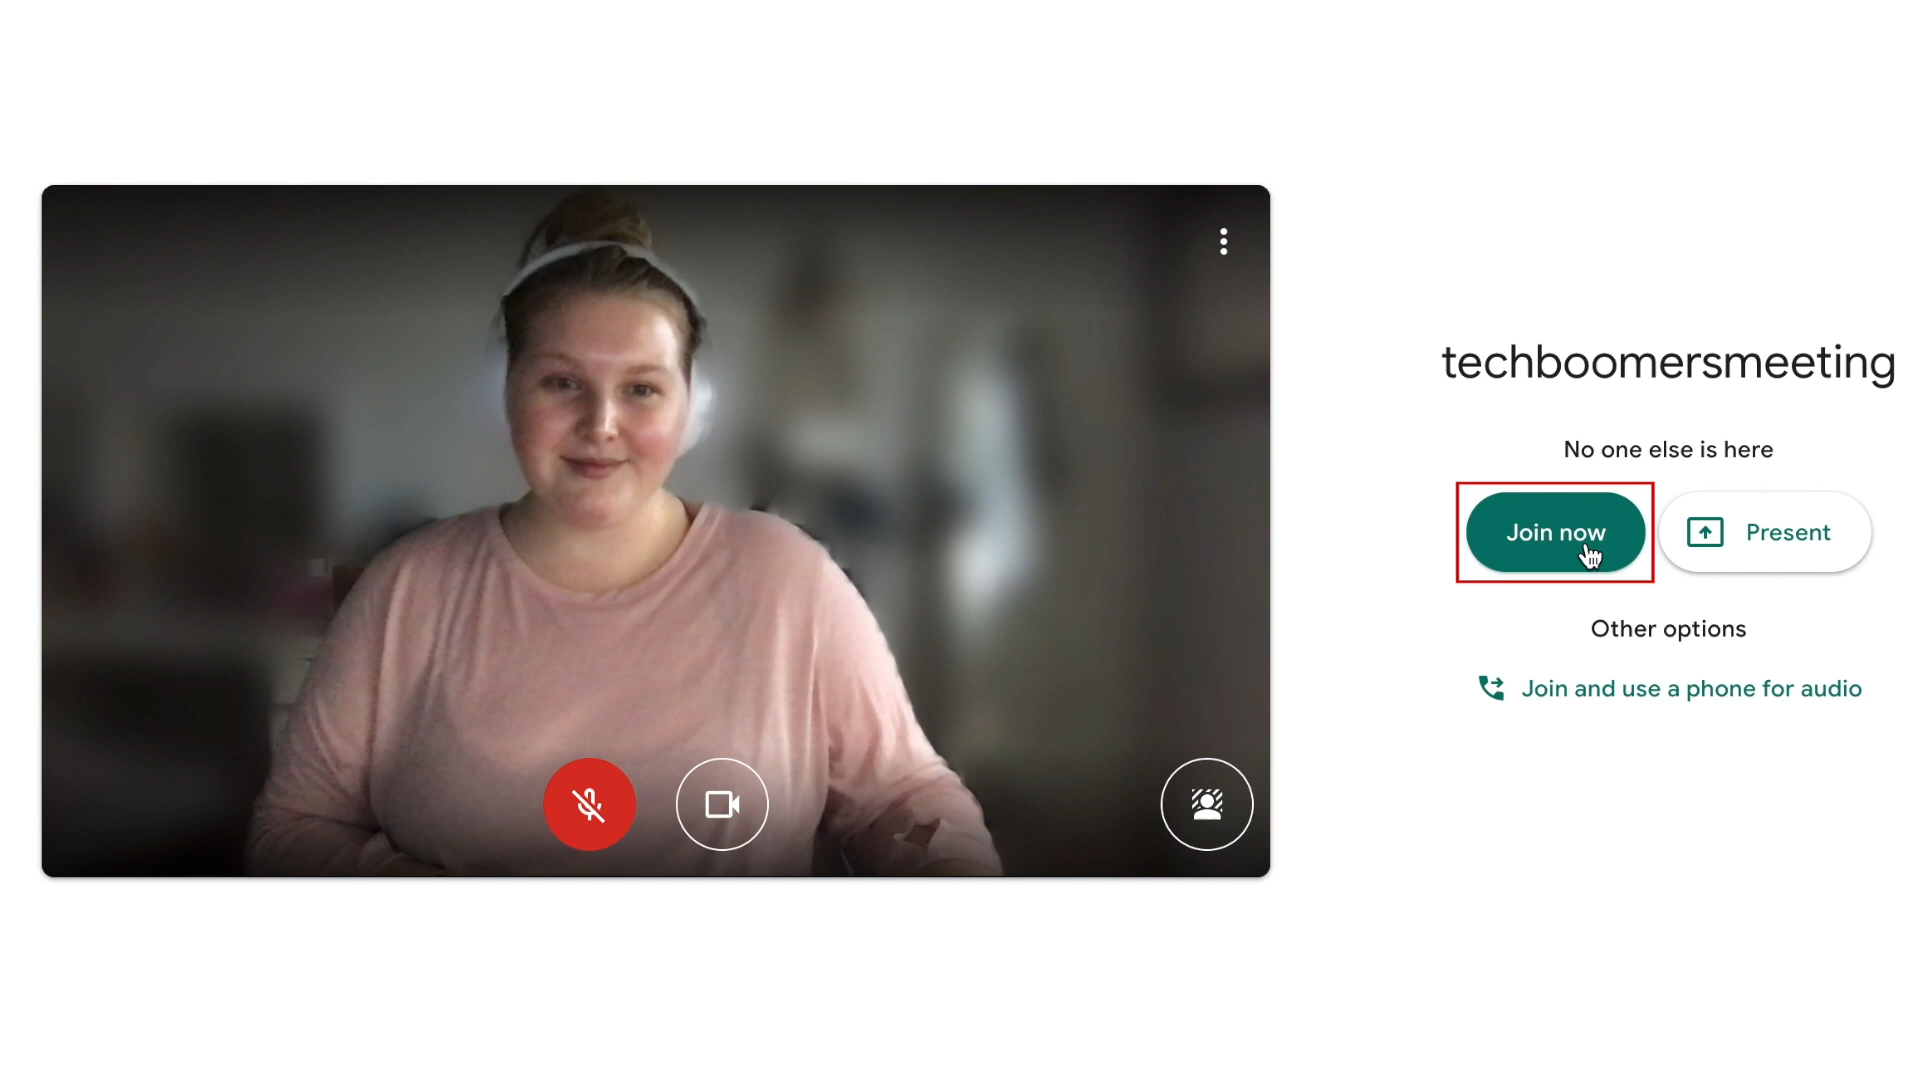 techboomersmeeting
No one else is here
Join now
Present
Other options
Join and use a phone for audio